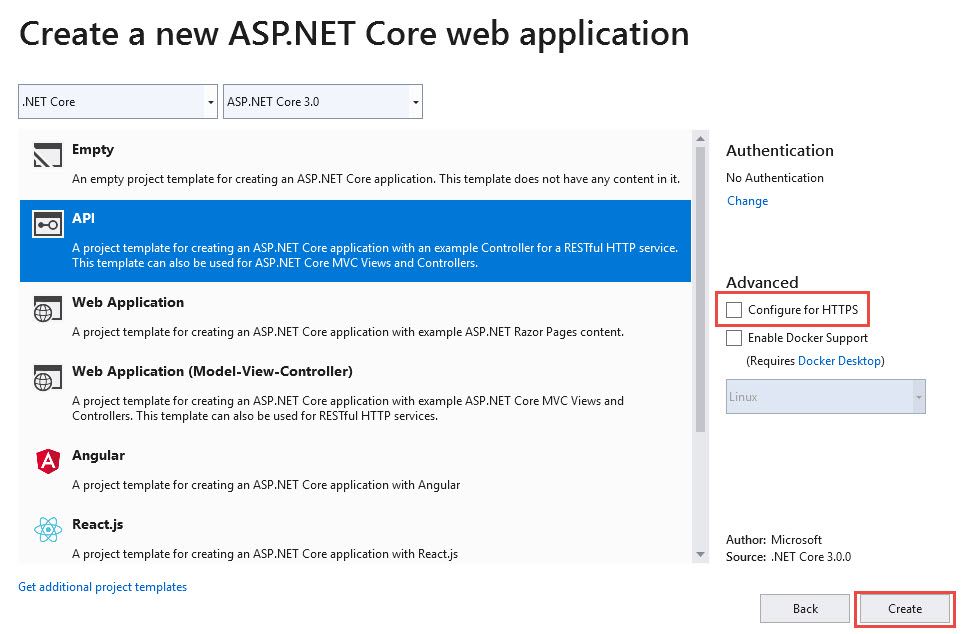 Create a new ASP.NET Core web application
.NET Core
ASP.NET Core 3.0
Empty
An empty project template for creating an ASP.NET Core application. This template does not have any content in it.
API
A project template for creating an ASP.NET Core application with an example Controller for a RESTful HTTP service.
This template can also be used for ASP.NET Core MVC Views and Controllers.
Web Application
A project template for creating an ASP.NET Core application with example ASP.NET Razor Pages content.
Web Application (Model-View-Controller)
A project template for creating an ASP.NET Core application with example ASP.NET Core MVC Views and
Controllers. This template can also be used for RESTful HTTP services.
Angular
A project template for creating an ASP.NET Core application with Angular
React.js
A project template for creating an ASP.NET Core application with React.js
Get additional project templates
Authentication
No Authentication
Change
Advanced
Configure for HTTPS
Enable Docker Support
(Requires Docker Desktop)
Linux
Author: Microsoft
Source: .NET Core 3.0.0
Back
Create